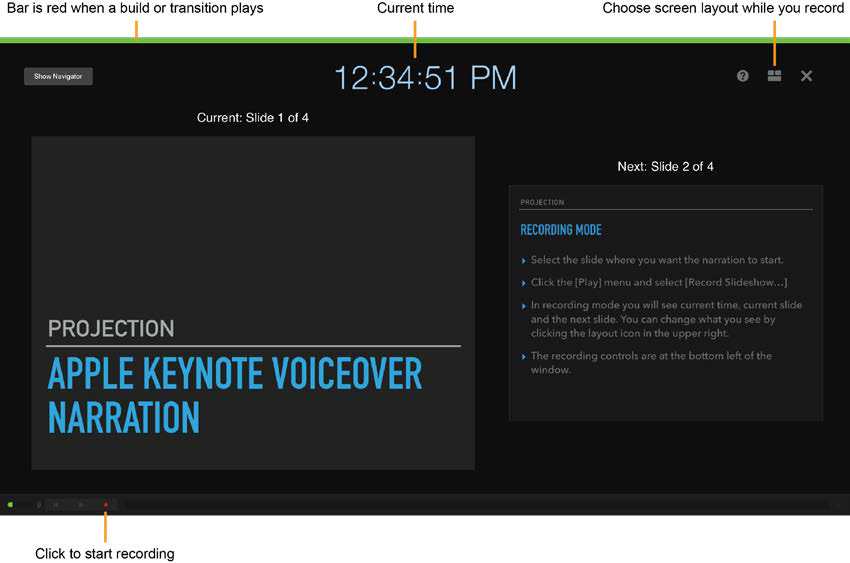 Bar is red when a build or transition plays
Current time
Choose screen layout while you record
Show Navigator
12:34:51 PM
?
Current: Slide 1 of 4
PROJECTION
APPLE KEYNOTE VOICEOVER
NARRATION
Next: Slide 2 of 4
PROJECTION
RECORDING MODE
Select the slide where you want the narration to start.
Click the [Play] menu and select [Record Slideshow...]
In recording mode you will see current time, current slide
and the next slide. You can change what you see by
clicking the layout icon in the upper right.
The recording controls are at the bottom left of the
window.
Click to start recording